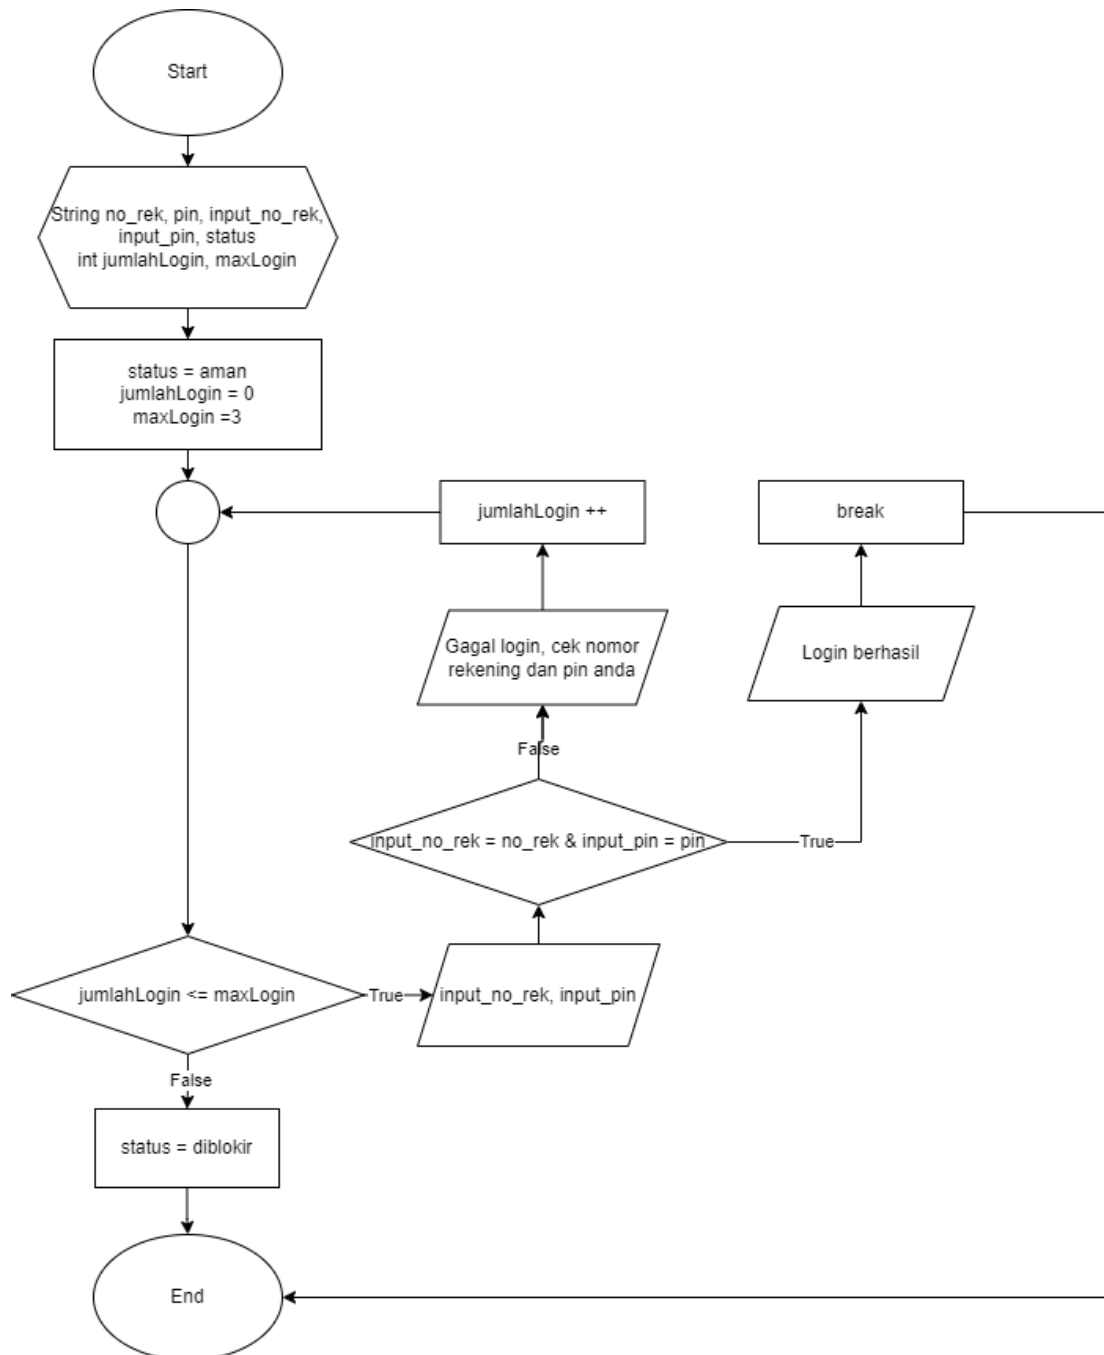 Start
String no_rek, pin, input_no_rek,
input_pin, status
int jumlahLogin, maxLogin
status = aman
jumlahLogin = 0
maxLogin =3
jumlahLogin ++
break
Gagal login, cek nomor
rekening dan pin anda
Login berhasil
False
input_no_rek = no_rek & input_pin = pin
True
jumlahLogin <= maxLogin
True
input_no_rek, input_pin
False
status = diblokir
End